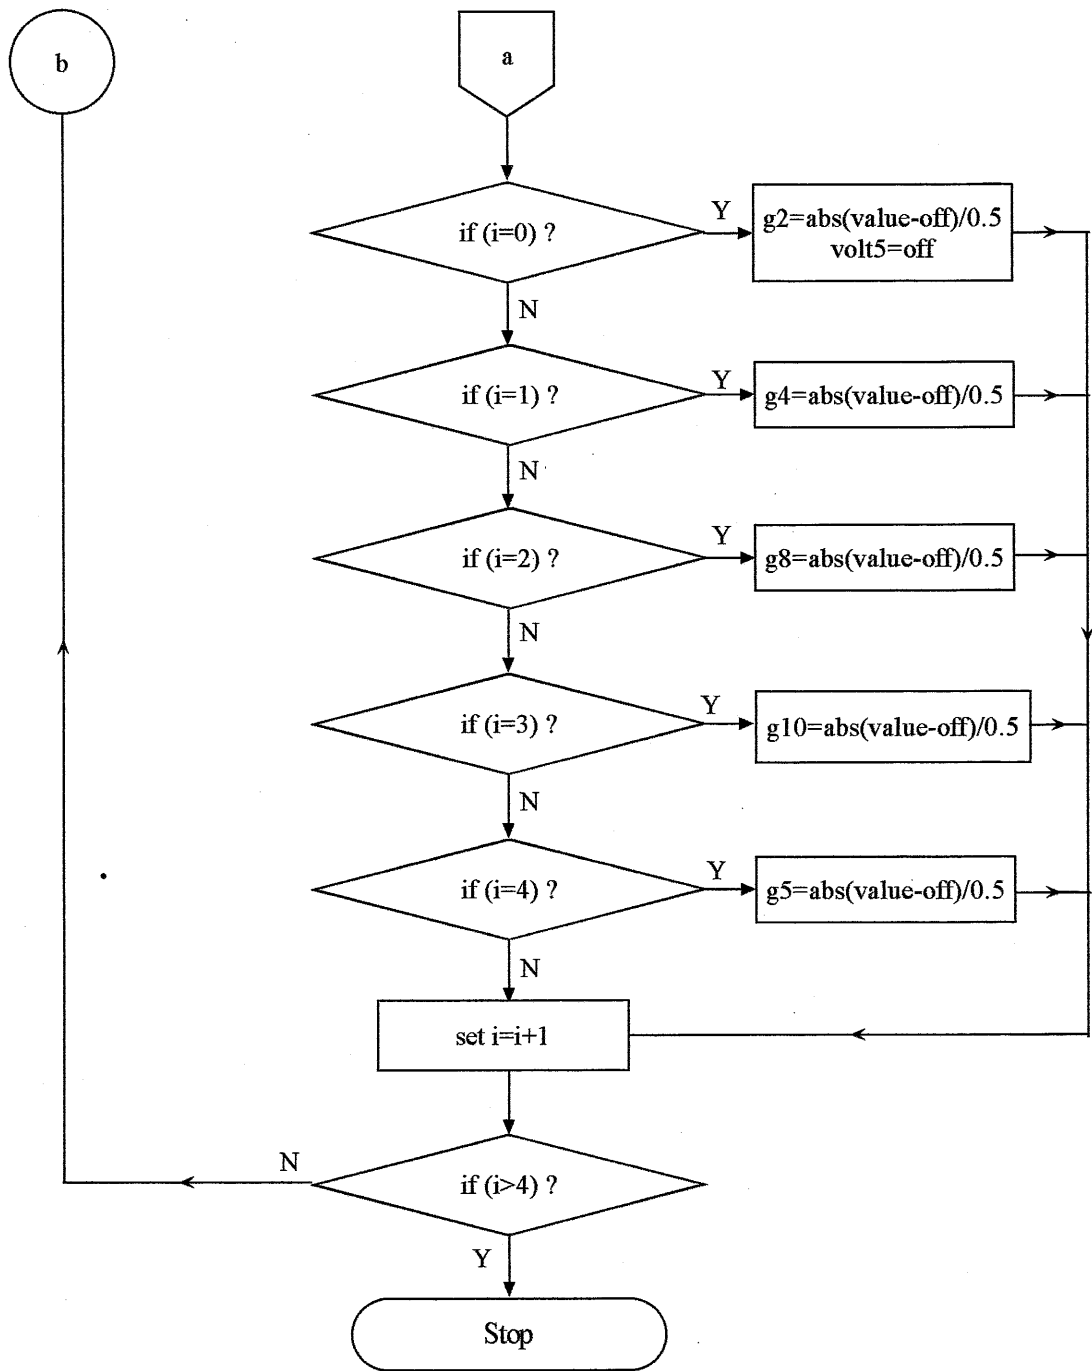 b
a
if (i=0) ?
Y
g2=abs(value-off)/0.5
volt5=off
N
if (i=1) ?
Y
g4=abs(value-off)/0.5
N
if (i=2) ?
Y
g8=abs(value-off)/0.5
N
if (i=3) ?
Y
g10=abs(value-off)/0.5
N
if (i=4) ?
Y
g5=abs(value-off)/0.5
N
set i=i+1
N
if (i>4) ?
Y
Stop